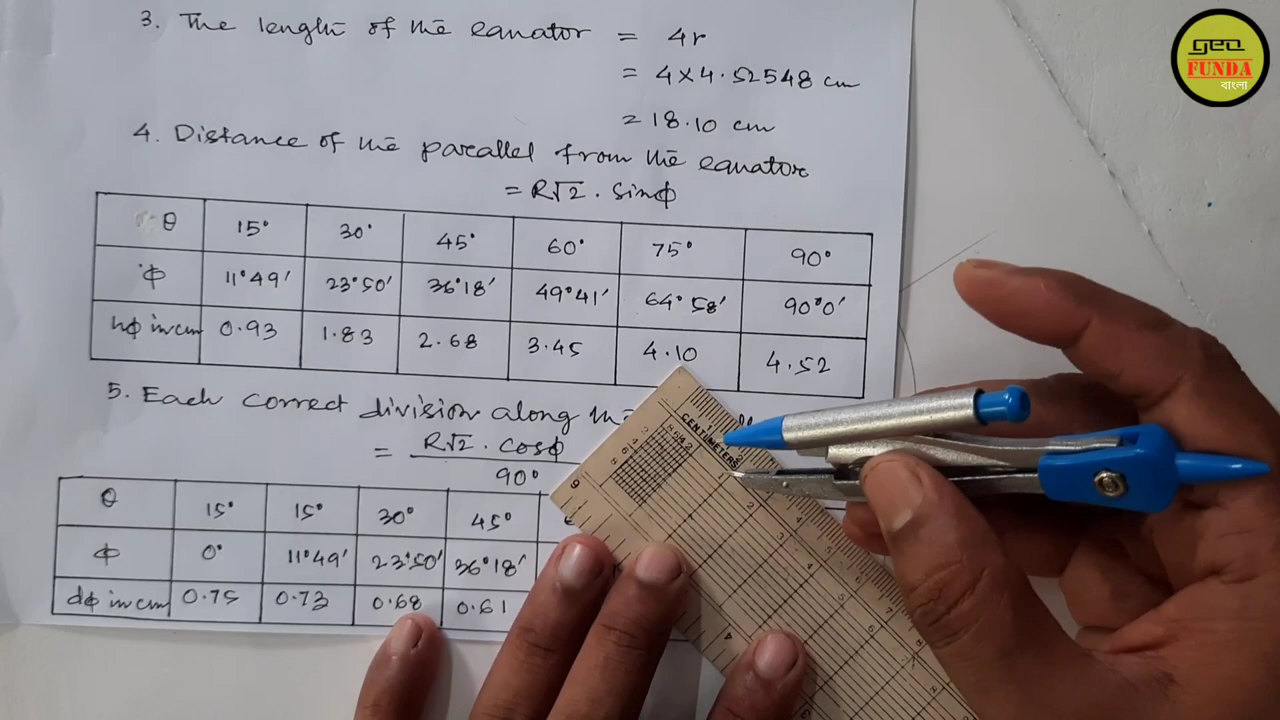 3. The lenght of the equator = 4r
= 4 × 4.52548 cm
= 18.10 cm
4. Distance of the parallel from the equator
= R√2 . sinϕ
θ 15° 30° 45° 60° 75° 90°
ϕ 11°49' 23°50' 36°18' 49°41' 64°58' 90°0'
hϕ in cm 0.93 1.83 2.68 3.45 4.10 4.52
5. Each correct division along the
= R√2 . cosϕ
90°
θ 15° 15° 30° 45°
ϕ 0° 11°49' 23°50' 36°18'
dϕ in cm 0.75 0.73 0.68 0.61
CENTIMETERS
geo
FUNDA
বাংলা